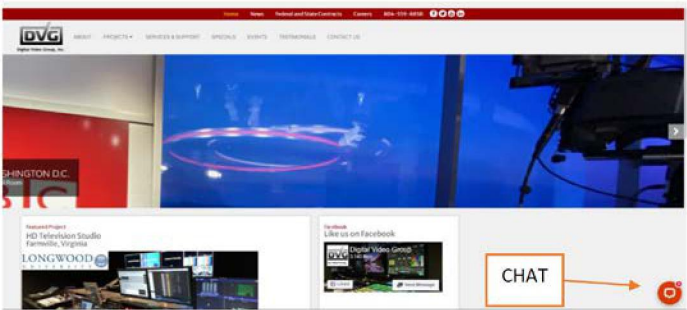 Home News Federal and State Contracts Careers 804-559-8850
DVG
Digital Video Group, Inc.
ABOUT PROJECTS SERVICES & SUPPORT SPECIALS EVENTS TESTIMONIALS CONTACT US
SHINGTON D.C.
Featured Project
HD Television Studio
Farmville, Virginia
LONGWOOD
UNIVERSITY
Facebook
Like us on Facebook
Digital Video Group
Liked
Send Message
CHAT